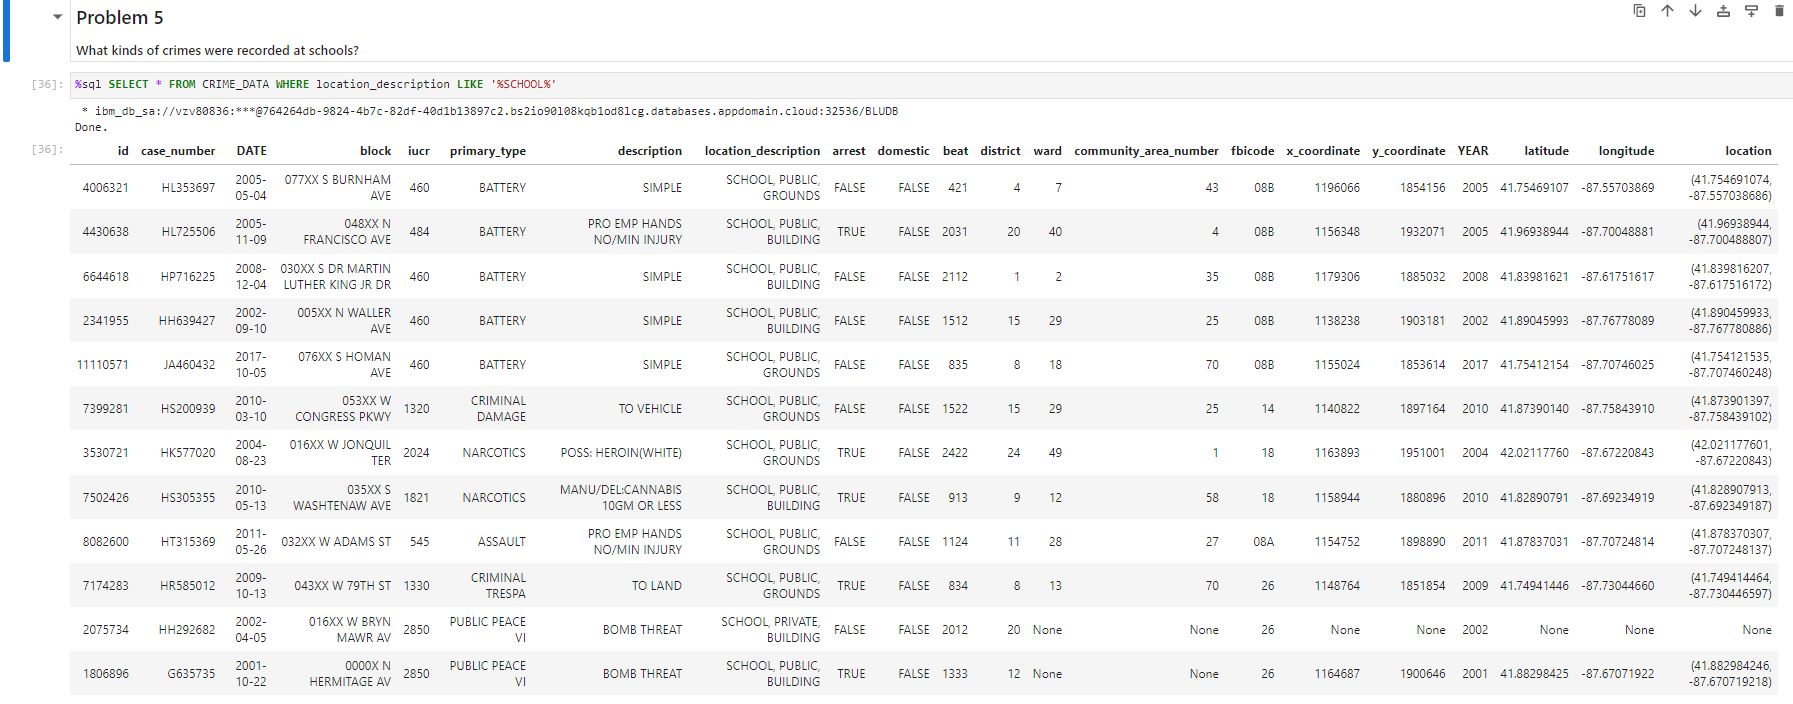 Problem 5
What kinds of crimes were recorded at schools?
[36]: %sql SELECT * FROM CRIME_DATA WHERE location_description LIKE '%SCHOOL%'
* ibm_db_sa://vzv80836:***@764264db-9824-4b7c-82df-40d1b13897c2.bs2io90l08kqb1od8lcg.databases.appdomain.cloud:32536/BLUDB
Done.
[36]: id case_number DATE block iucr primary_type description location_description arrest domestic beat district ward community_area_number fbicode x_coordinate y_coordinate YEAR latitude longitude location
4006321 HL353697 2005-05-04 077XX S BURNHAM AVE 460 BATTERY SIMPLE SCHOOL, PUBLIC, GROUNDS FALSE FALSE 421 4 7 43 08B 1196066 1854156 2005 41.75469107 -87.55703869 (41.754691074, -87.557038686)
4430638 HL725506 2005-11-09 048XX N FRANCISCO AVE 484 BATTERY PRO EMP HANDS NO/MIN INJURY SCHOOL, PUBLIC, BUILDING TRUE FALSE 2031 20 40 4 08B 1156348 1932071 2005 41.96938944 -87.70048881 (41.96938944, -87.700488807)
6644618 HP716225 2008-12-04 030XX S DR MARTIN LUTHER KING JR DR 460 BATTERY SIMPLE SCHOOL, PUBLIC, BUILDING FALSE FALSE 2112 1 2 35 08B 1179306 1885032 2008 41.83981621 -87.61751617 (41.839816207, -87.617516172)
2341955 HH639427 2002-09-10 005XX N WALLER AVE 460 BATTERY SIMPLE SCHOOL, PUBLIC, BUILDING FALSE FALSE 1512 15 29 25 08B 1138238 1903181 2002 41.89045993 -87.76778089 (41.890459933, -87.767780886)
11110571 JA460432 2017-10-05 076XX S HOMAN AVE 460 BATTERY SIMPLE SCHOOL, PUBLIC, GROUNDS FALSE FALSE 835 8 18 70 08B 1155024 1853614 2017 41.75412154 -87.70746025 (41.754121535, -87.707460248)
7399281 HS200939 2010-03-10 053XX W CONGRESS PKWY 1320 CRIMINAL DAMAGE TO VEHICLE SCHOOL, PUBLIC, GROUNDS FALSE FALSE 1522 15 29 25 14 1140822 1897164 2010 41.87390140 -87.75843910 (41.873901397, -87.758439102)
3530721 HK577020 2004-08-23 016XX W JONQUIL TER 2024 NARCOTICS POSS: HEROIN(WHITE) SCHOOL, PUBLIC, GROUNDS TRUE FALSE 2422 24 49 1 18 1163893 1951001 2004 42.02117760 -87.67220843 (42.021177601, -87.67220843)
7502426 HS305355 2010-05-13 035XX S WASHTENAW AVE 1821 NARCOTICS MANU/DEL:CANNABIS 10GM OR LESS SCHOOL, PUBLIC, BUILDING TRUE FALSE 913 9 12 58 18 1158944 1880896 2010 41.82890791 -87.69234919 (41.828907913, -87.692349187)
8082600 HT315369 2011-05-26 032XX W ADAMS ST 545 ASSAULT PRO EMP HANDS NO/MIN INJURY SCHOOL, PUBLIC, GROUNDS FALSE FALSE 1124 11 28 27 08A 1154752 1898890 2011 41.87837031 -87.70724814 (41.878370307, -87.707248137)
7174283 HR585012 2009-10-13 043XX W 79TH ST 1330 CRIMINAL TRESPA TO LAND SCHOOL, PUBLIC, GROUNDS TRUE FALSE 834 8 13 70 26 1148764 1851854 2009 41.74941446 -87.73044660 (41.749414464, -87.730446597)
2075734 HH292682 2002-04-05 016XX W BRYN MAWR AV 2850 PUBLIC PEACE VI BOMB THREAT SCHOOL, PRIVATE, BUILDING FALSE FALSE 2012 20 None None 26 None None 2002 None None None
1806896 G635735 2001-10-22 0000X N HERMITAGE AV 2850 PUBLIC PEACE VI BOMB THREAT SCHOOL, PUBLIC, BUILDING TRUE FALSE 1333 12 None None 26 1164687 1900646 2001 41.88298425 -87.67071922 (41.882984246, -87.670719218)